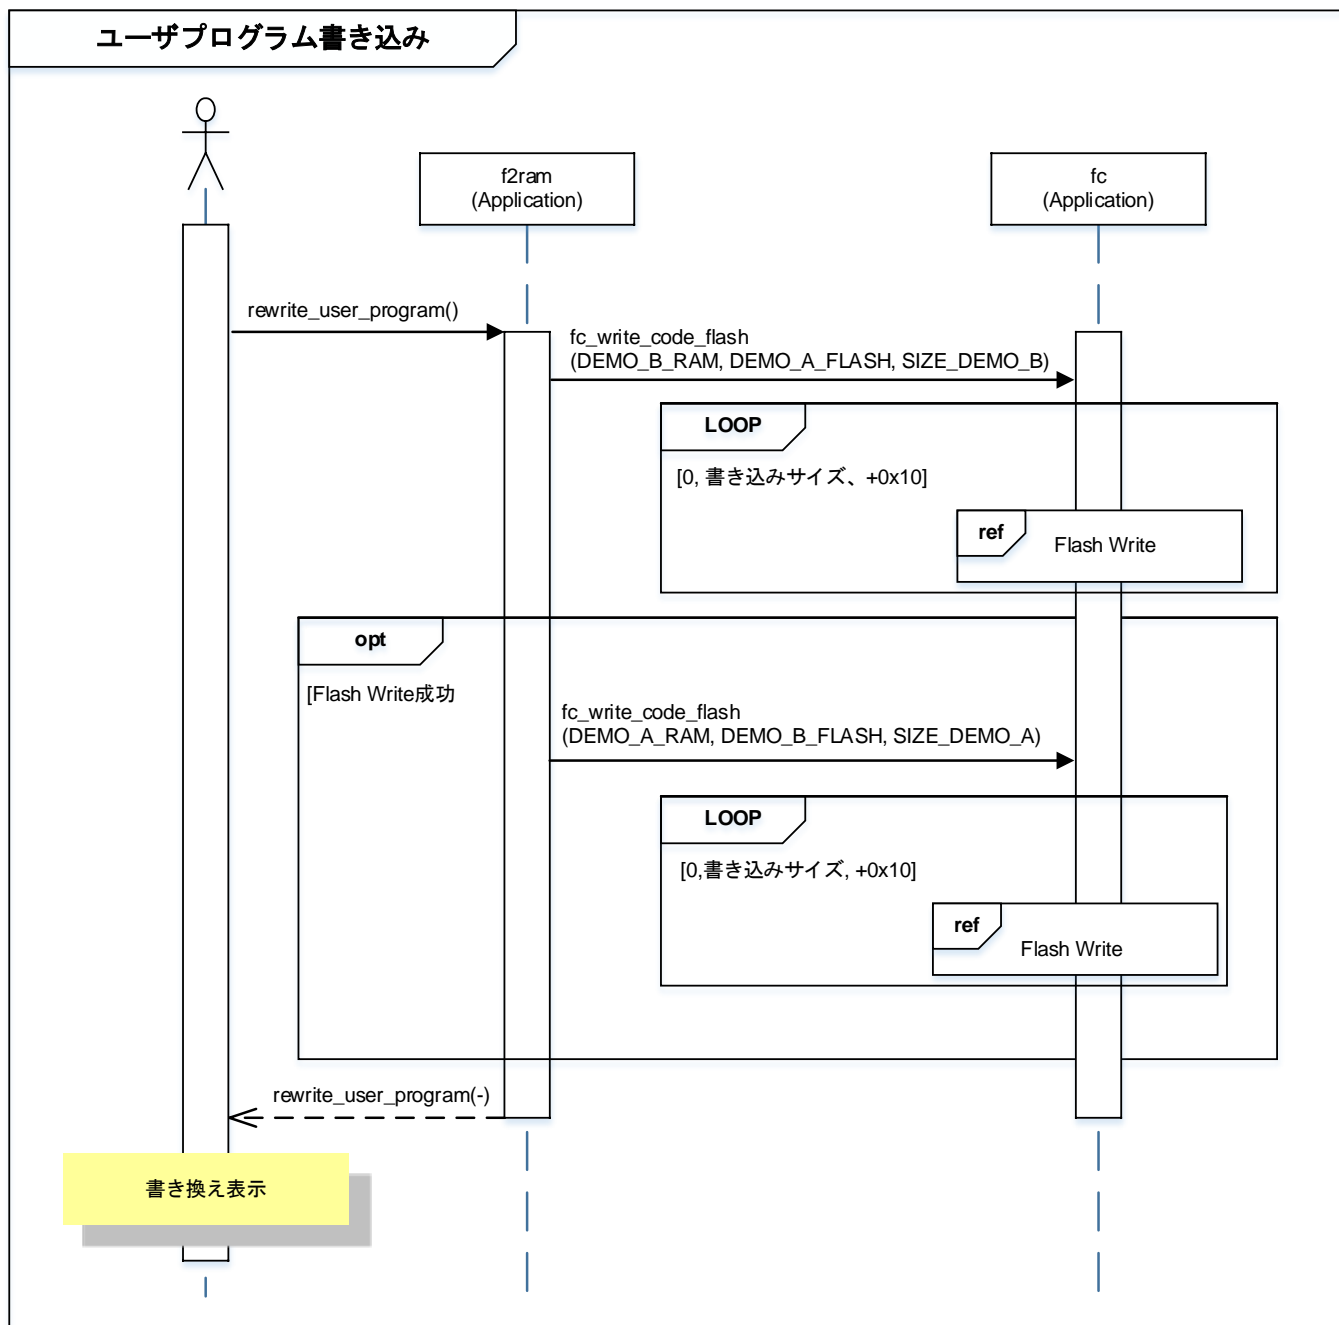 ユーザプログラム書き込み
f2ram
(Application)
fc
(Application)
rewrite_user_program()
fc_write_code_flash
(DEMO_B_RAM, DEMO_A_FLASH, SIZE_DEMO_B)
LOOP
[0, 書き込みサイズ、+0x10]
ref
Flash Write
opt
[Flash Write成功
fc_write_code_flash
(DEMO_A_RAM, DEMO_B_FLASH, SIZE_DEMO_A)
LOOP
[0,書き込みサイズ, +0x10]
ref
Flash Write
rewrite_user_program(-)
書き換え表示